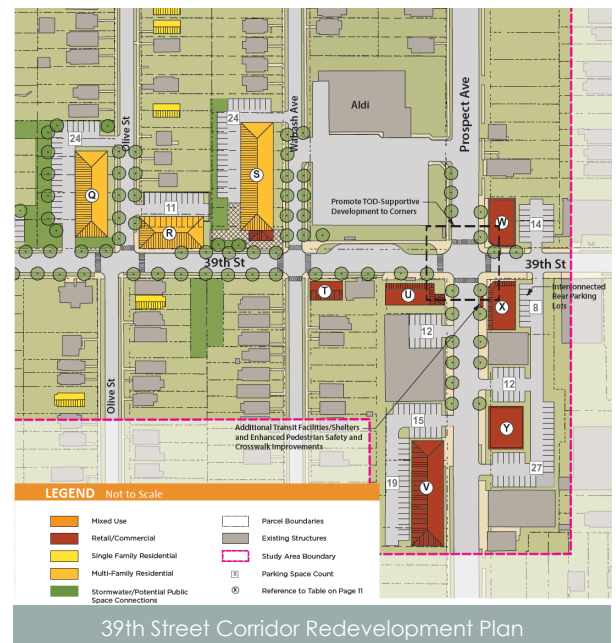 Olive St
Wabash Ave
Aldi
Prospect Ave
24
24
Q
S
11
R
Promote TOD-Supportive
Development to Corners
W
14
39th St
39th St
T
U
X
Interconnected
Rear Parking
Lots
8
12
12
Olive St
Additional Transit Facilities/Shelters
and Enhanced Pedestrian Safety and
Crosswalk Improvements
15
Y
19
V
27
LEGEND Not to Scale
Mixed Use
Retail/Commercial
Single Family Residential
Multi-Family Residential
Stormwater/Potential Public
Space Connections
Parcel Boundaries
Existing Structures
Study Area Boundary
X Parking Space Count
X Reference to Table on Page 11
39th Street Corridor Redevelopment Plan